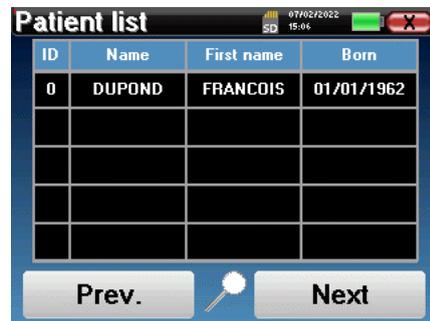 Patient list SD 07/02/2022 15:06 X
ID Name First name Born
0 DUPOND FRANCOIS 01/01/1962
Prev. Next